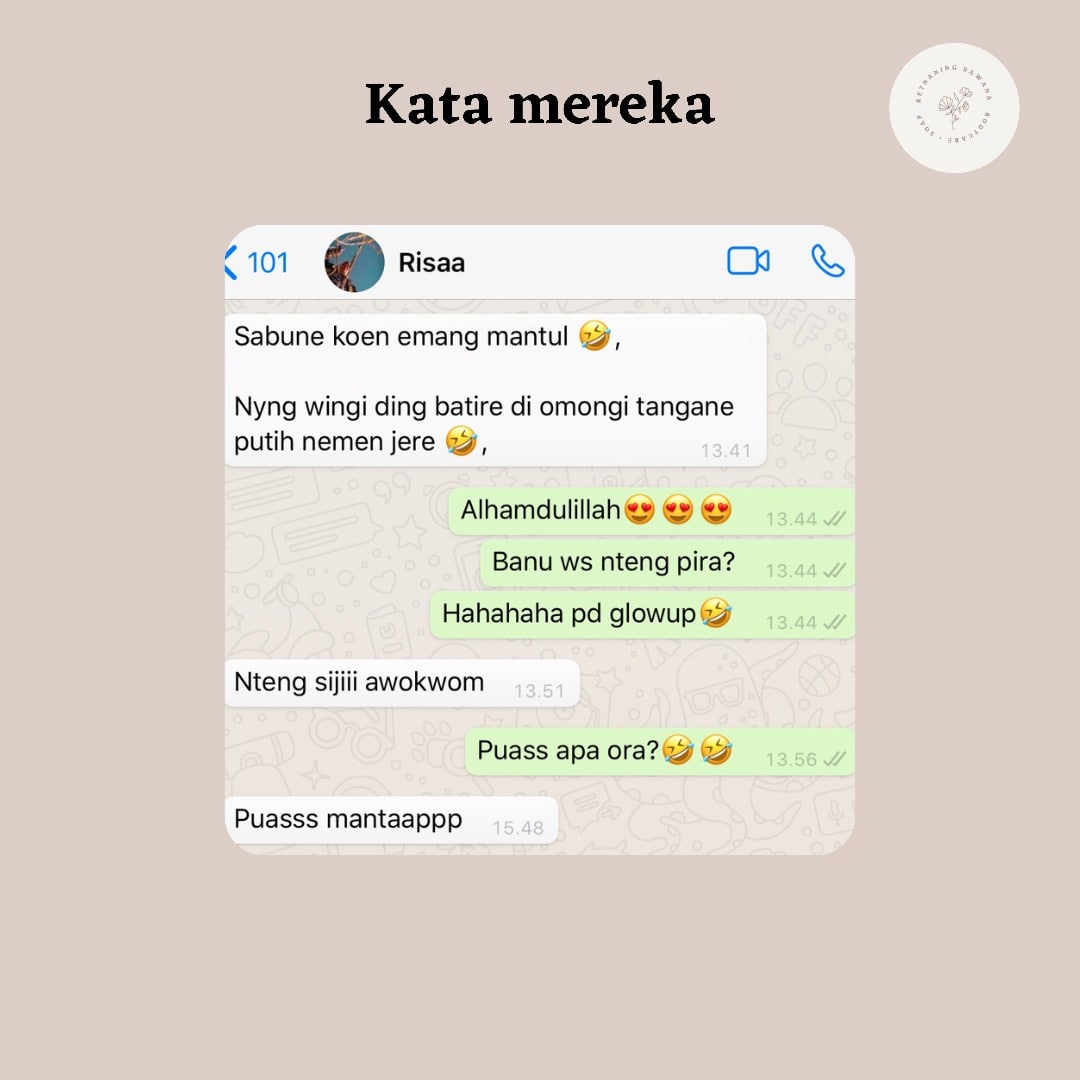 Kata mereka
RETNANING BAWANA BODYCARE • SOAP
101
Risaa
Sabune koen emang mantul 🤣,
Nyng wingi ding batire di omongi tangane
putih nemen jere 🤣,
13.41
Alhamdulillah😍😍😍 13.44
Banu ws nteng pira? 13.44
Hahahaha pd glowup🤣 13.44
Nteng sijiii awokwom 13.51
Puass apa ora?🤣🤣 13.56
Puasss mantaappp 15.48